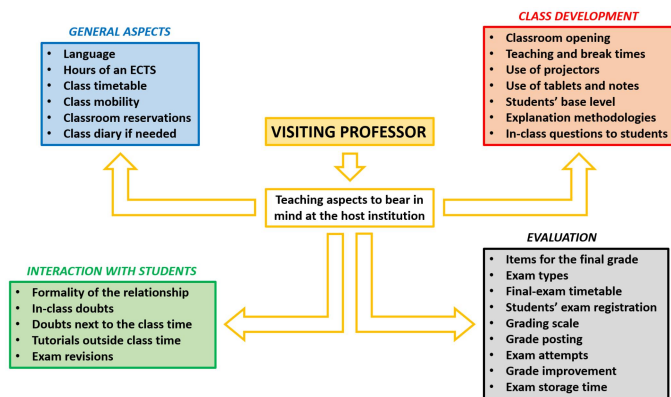 GENERAL ASPECTS
• Language
• Hours of an ECTS
• Class timetable
• Class mobility
• Classroom reservations
• Class diary if needed
CLASS DEVELOPMENT
• Classroom opening
• Teaching and break times
• Use of projectors
• Use of tablets and notes
• Students' base level
• Explanation methodologies
• In-class questions to students
VISITING PROFESSOR
Teaching aspects to bear in
mind at the host institution
INTERACTION WITH STUDENTS
• Formality of the relationship
• In-class doubts
• Doubts next to the class time
• Tutorials outside class time
• Exam revisions
EVALUATION
• Items for the final grade
• Exam types
• Final-exam timetable
• Students' exam registration
• Grading scale
• Grade posting
• Exam attempts
• Grade improvement
• Exam storage time